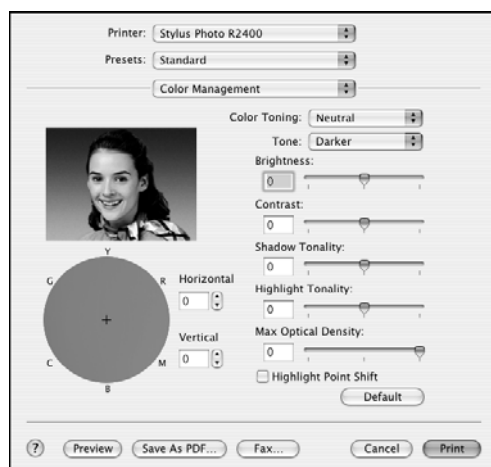 Printer: Stylus Photo R2400
Presets: Standard
Color Management
Color Toning: Neutral
Tone: Darker
Brightness:
0
Contrast:
0
Shadow Tonality:
0
Highlight Tonality:
0
Max Optical Density:
0
Highlight Point Shift
Default
Y
G
R
C
M
B
Horizontal
0
Vertical
0
? Preview Save As PDF... Fax... Cancel Print